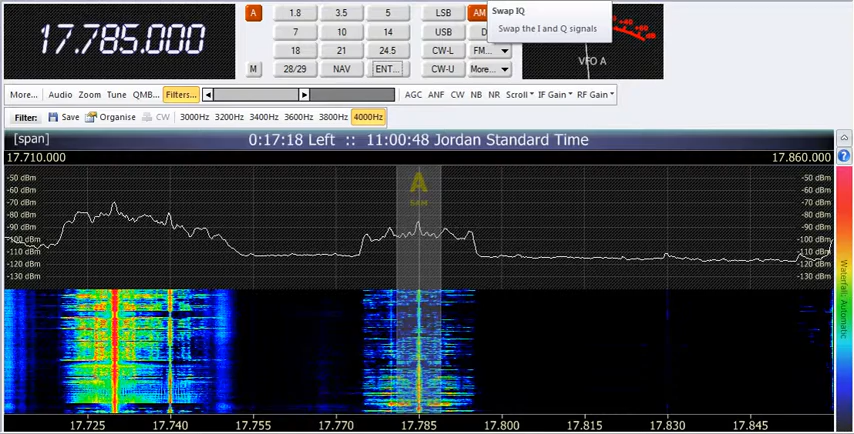 17.785.000
A
1.8 3.5 5 LSB AM
7 10 14 USB
18 21 24.5 CW-L FM...
M 28/29 NAV ENT... CW-U More...
Swap IQ
Swap the I and Q signals
+40 +60
dB
VFO A
More... Audio Zoom Tune QMB... Filters... AGC ANF CW NB NR Scroll IF Gain RF Gain
Filter: Save Organise CW 3000Hz 3200Hz 3400Hz 3600Hz 3800Hz 4000Hz
[span] 0:17:18 Left :: 11:00:48 Jordan Standard Time
17.710.000 17.860.000
-50 dBm -50 dBm
-60 dBm -60 dBm
-70 dBm -70 dBm
-80 dBm -80 dBm
-90 dBm -90 dBm
-100 dBm -100 dBm
-110 dBm -110 dBm
-120 dBm -120 dBm
-130 dBm -130 dBm
A
SAM
Waterfall: Automatic
17.725 17.740 17.755 17.770 17.785 17.800 17.815 17.830 17.845